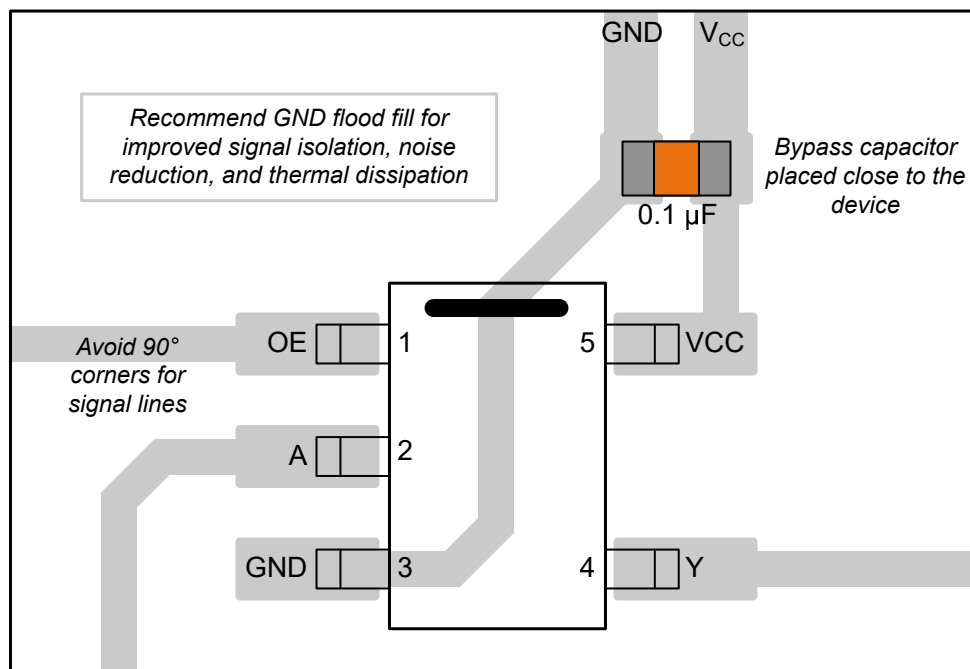 GND
VCC
Recommend GND flood fill for
improved signal isolation, noise
reduction, and thermal dissipation
Bypass capacitor
placed close to the
device
0.1 µF
OE
1
5
VCC
Avoid 90°
corners for
signal lines
A
2
GND
3
4
Y